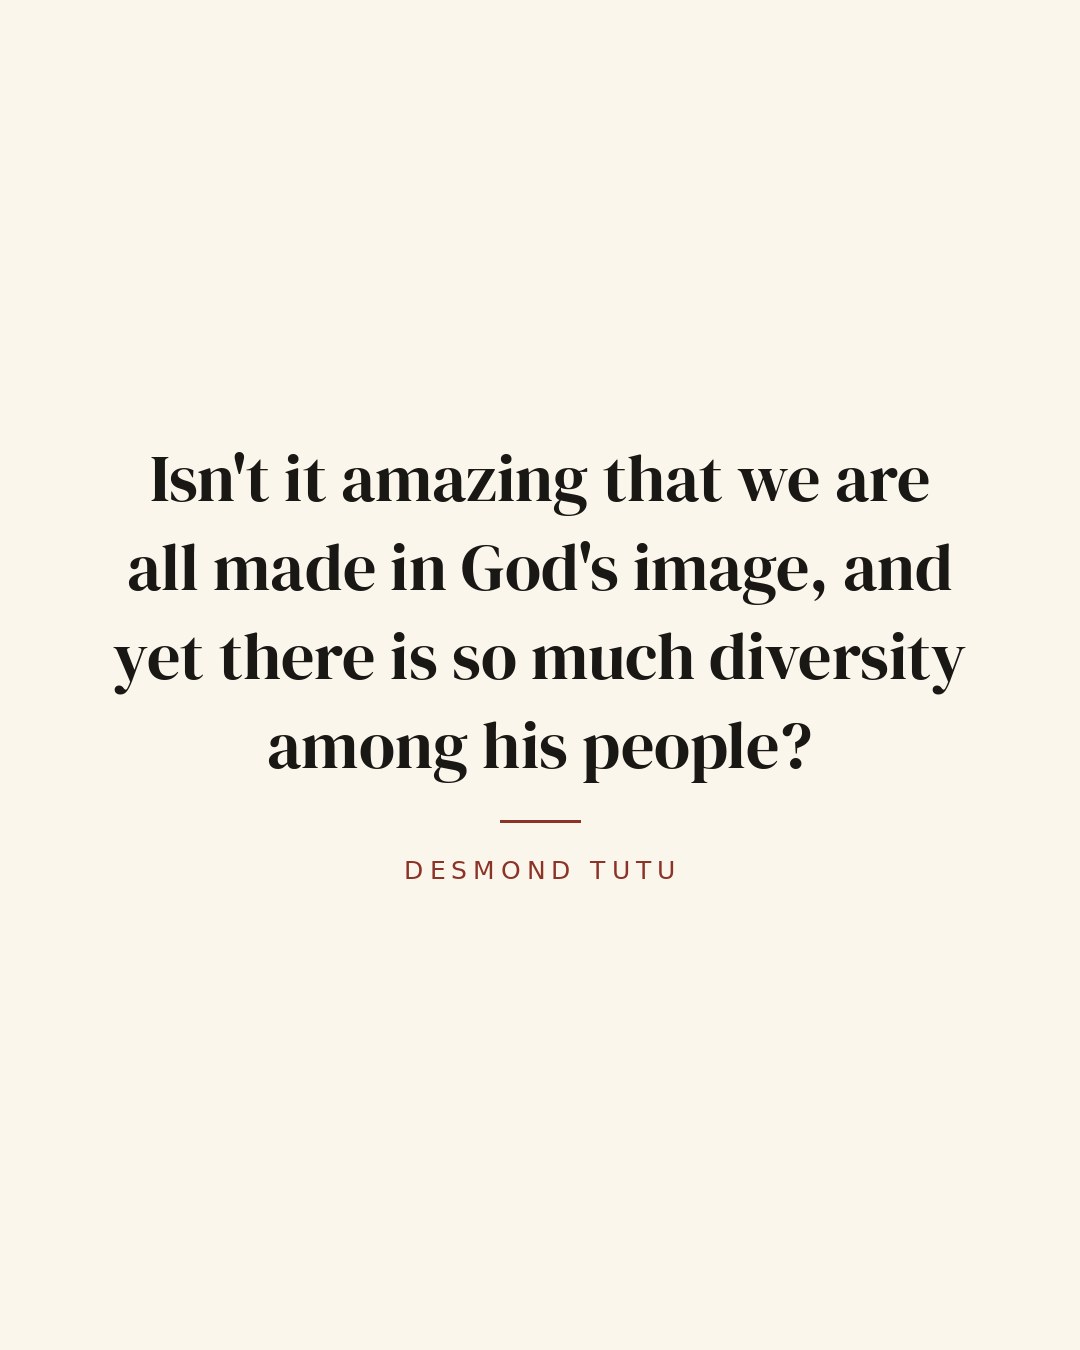 Isn't it amazing that we are
all made in God's image, and
yet there is so much diversity
among his people?
DESMOND TUTU